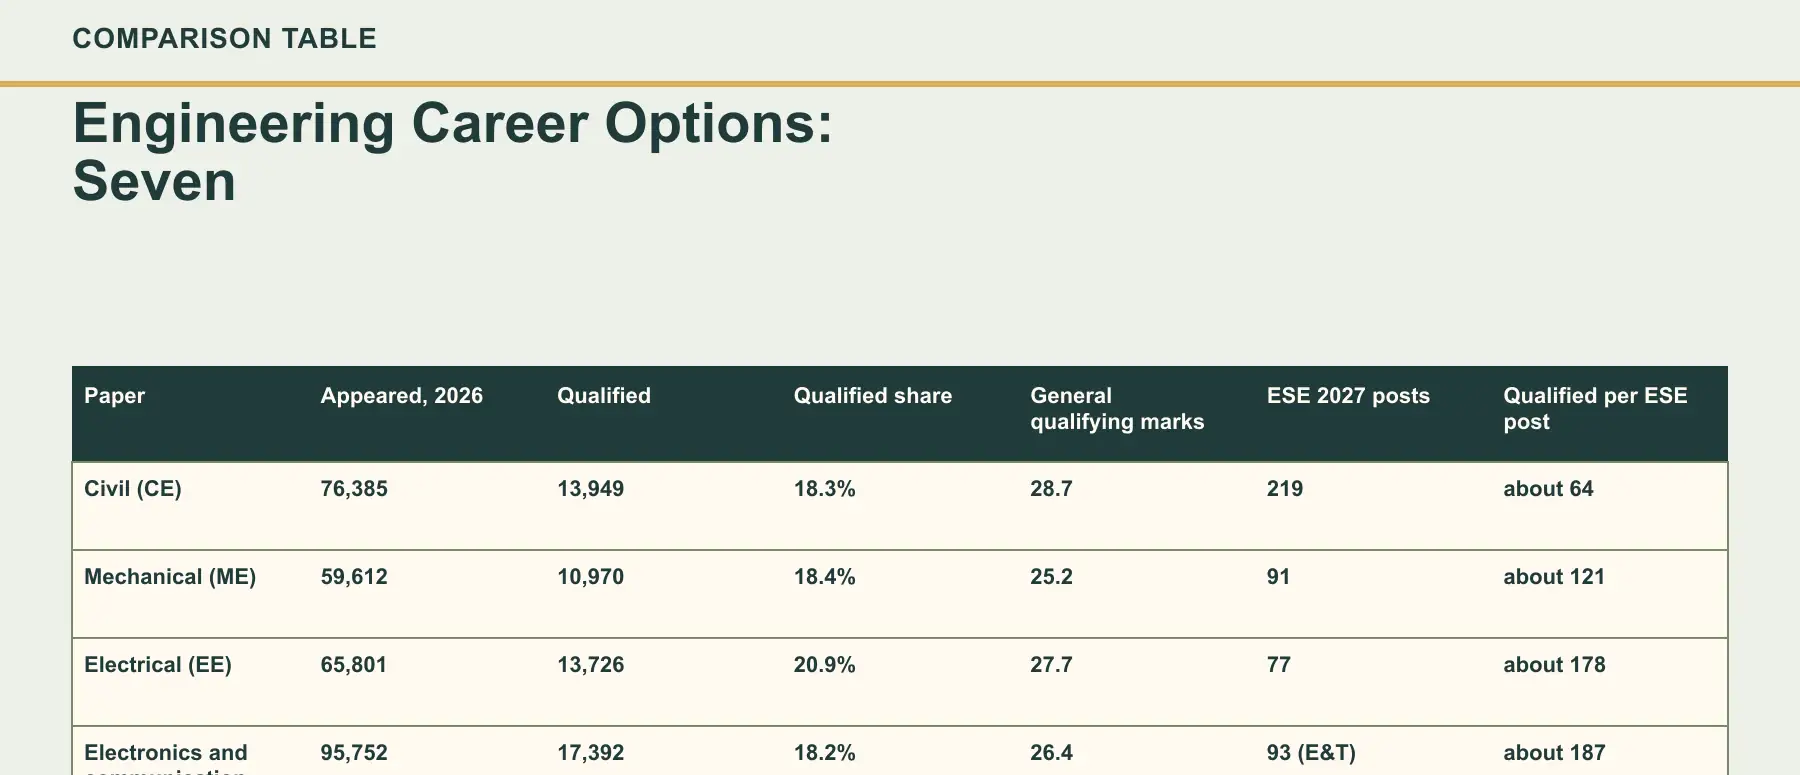 COMPARISON TABLE
Engineering Career Options:
Seven
Paper Appeared, 2026 Qualified Qualified share General qualifying marks ESE 2027 posts Qualified per ESE post
Civil (CE) 76,385 13,949 18.3% 28.7 219 about 64
Mechanical (ME) 59,612 10,970 18.4% 25.2 91 about 121
Electrical (EE) 65,801 13,726 20.9% 27.7 77 about 178
Electronics and 95,752 17,392 18.2% 26.4 93 (E&T) about 187